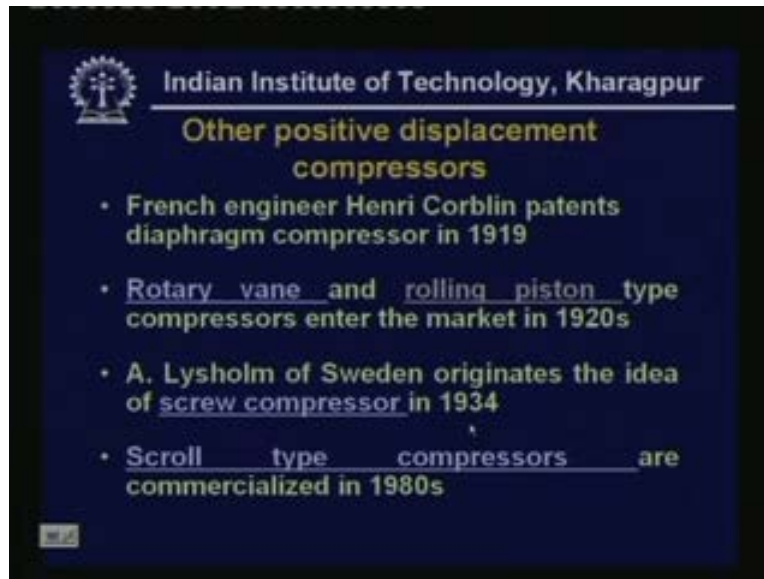 Indian Institute of Technology, Kharagpur
Other positive displacement
compressors
• French engineer Henri Corblin patents
diaphragm compressor in 1919
• Rotary vane and rolling piston type
compressors enter the market in 1920s
• A. Lysholm of Sweden originates the idea
of screw compressor in 1934
• Scroll type compressors are
commercialized in 1980s